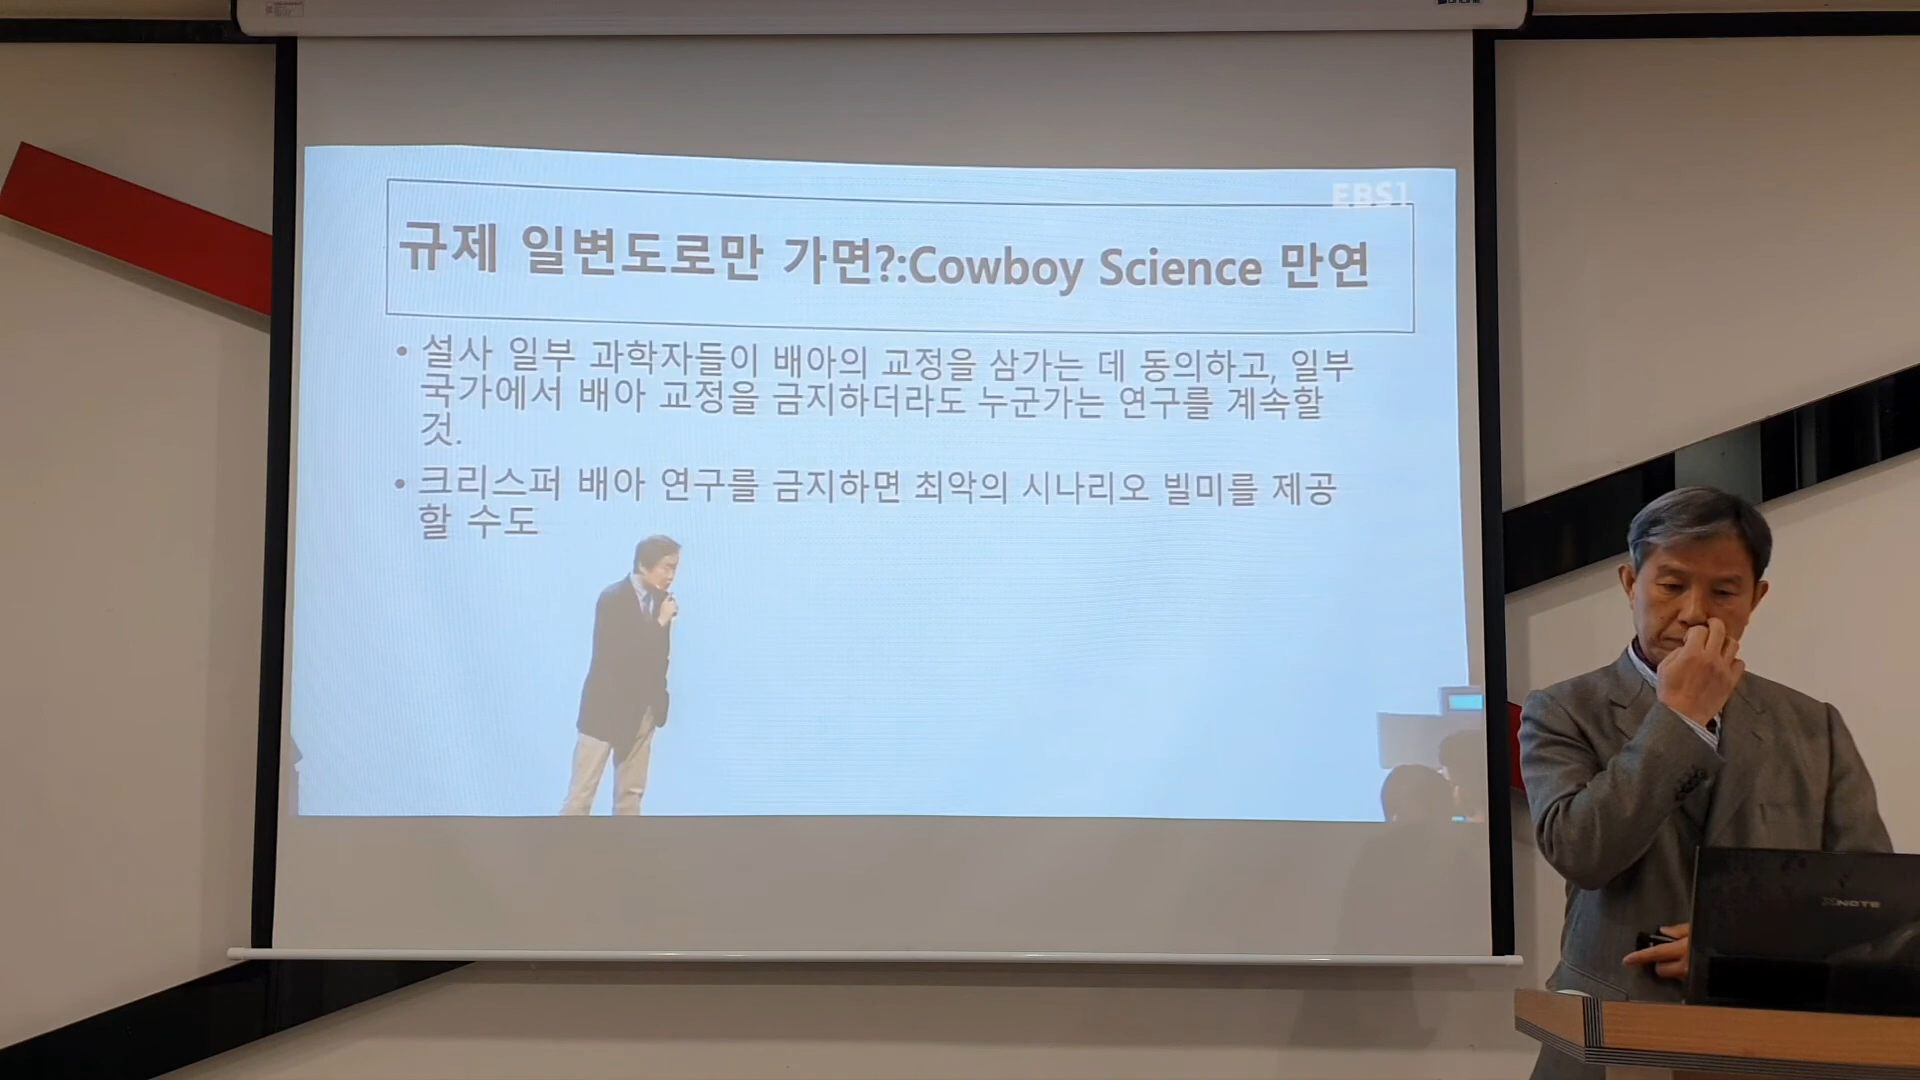 EBS1
규제 일변도로만 가면?:Cowboy Science 만연
• 설사 일부 과학자들이 배아의 교정을 삼가는 데 동의하고, 일부
국가에서 배아 교정을 금지하더라도 누군가는 연구를 계속할
것.
• 크리스퍼 배아 연구를 금지하면 최악의 시나리오 빌미를 제공
할 수도
XNOTE